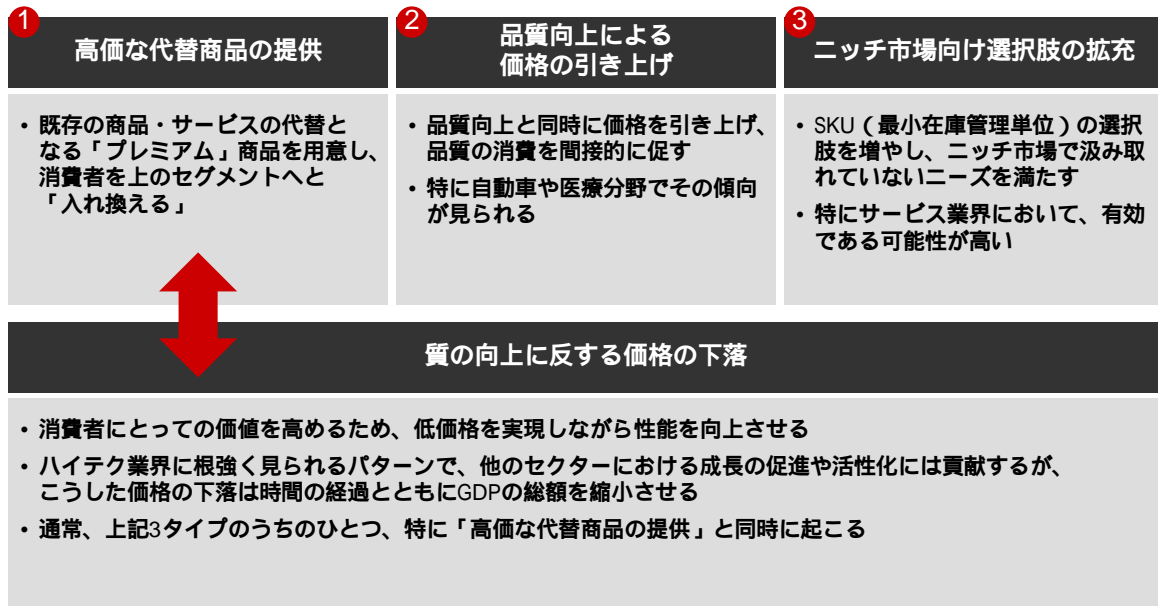 1
高価な代替商品の提供
• 既存の商品・サービスの代替と
なる「プレミアム」商品を用意し、
消費者を上のセグメントへと
「入れ換える」
2
品質向上による
価格の引き上げ
• 品質向上と同時に価格を引き上げ、
品質の消費を間接的に促す
• 特に自動車や医療分野でその傾向
が見られる
3
ニッチ市場向け選択肢の拡充
• SKU(最小在庫管理単位)の選択
肢を増やし、ニッチ市場で汲み取
れていないニーズを満たす
• 特にサービス業界において、有効
である可能性が高い
質の向上に反する価格の下落
• 消費者にとっての価値を高めるため、低価格を実現しながら性能を向上させる
• ハイテク業界に根強く見られるパターンで、他のセクターにおける成長の促進や活性化には貢献するが、
こうした価格の下落は時間の経過とともにGDPの総額を縮小させる
• 通常、上記3タイプのうちのひとつ、特に「高価な代替商品の提供」と同時に起こる